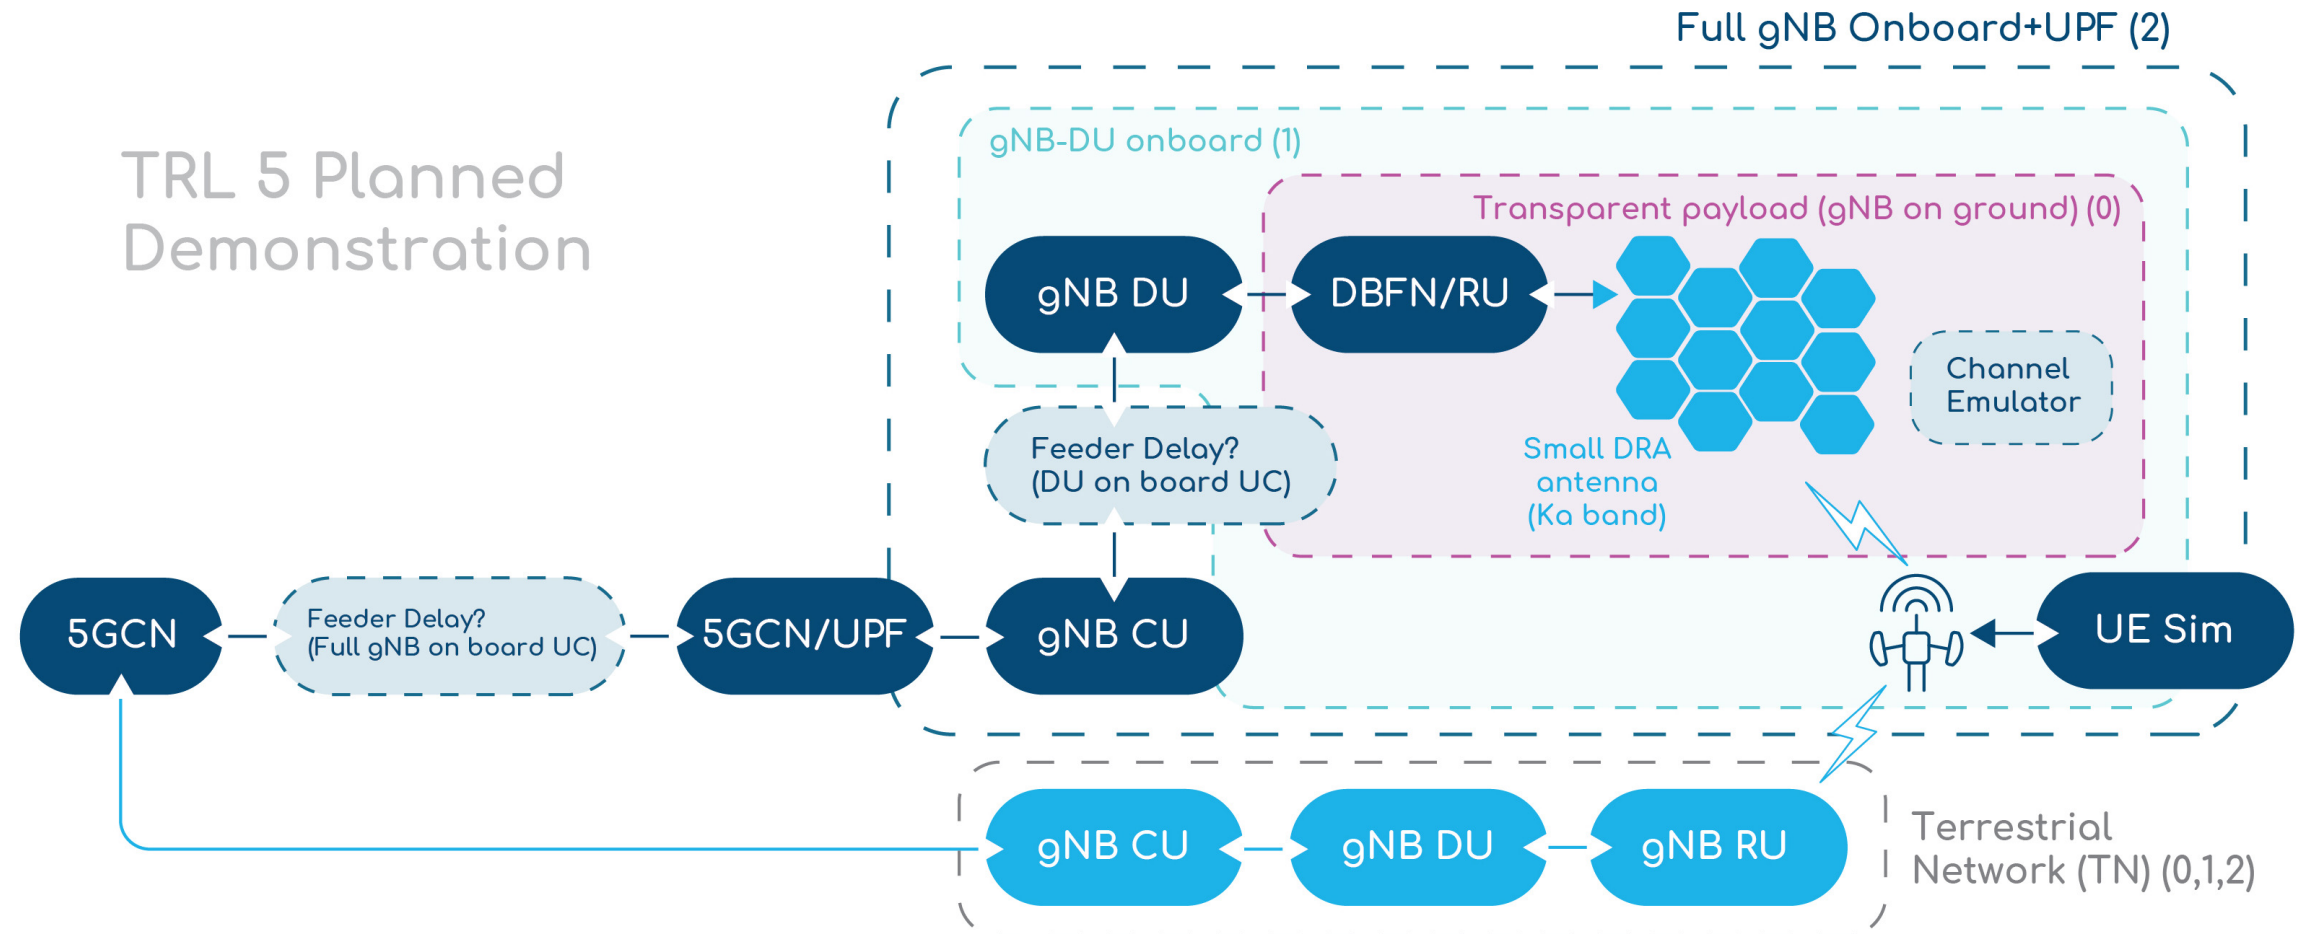 Full gNB Onboard+UPF (2)
TRL 5 Planned
Demonstration
gNB-DU onboard (1)
Transparent payload (gNB on ground) (0)
gNB DU
DBFN/RU
Channel
Emulator
Small DRA
antenna
(Ka band)
Feeder Delay?
(DU on board UC)
5GCN
Feeder Delay?
(Full gNB on board UC)
5GCN/UPF
gNB CU
UE Sim
gNB CU
gNB DU
gNB RU
Terrestrial
Network (TN) (0,1,2)